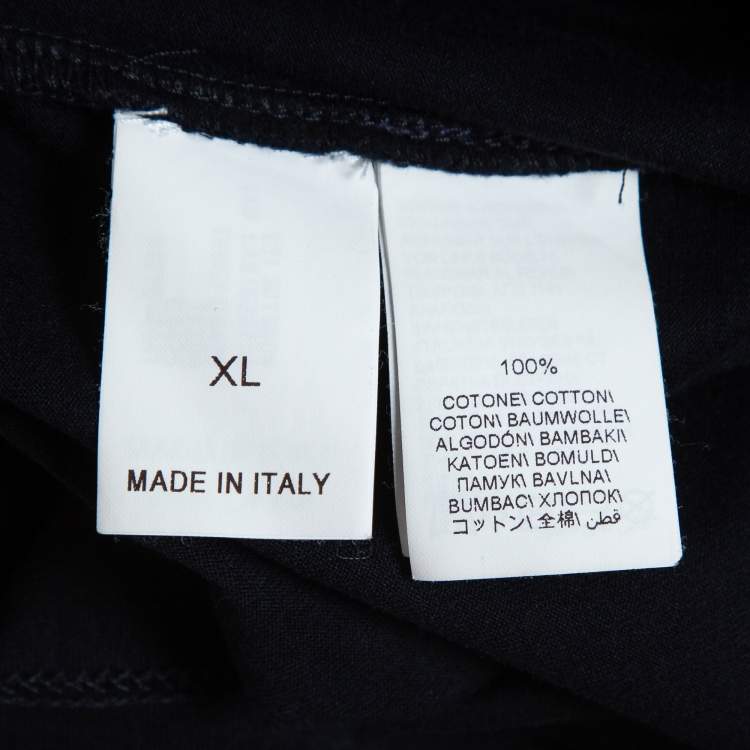 XL
MADE IN ITALY
100%
COTONE\ COTTON\
COTON\ BAUMWOLLE\
ALGODÓN\ BAMBAKI\
KATOEN\ BOMULD\
ПАМУК\ BAVLNA\
BUMBAC\ ХЛОПОК\
コットン\ 全棉\ قطن